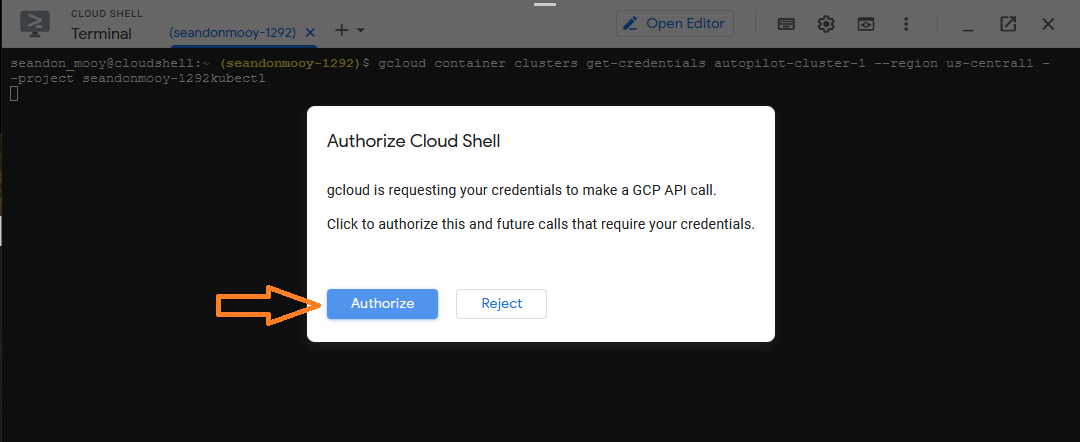 CLOUD SHELL
Terminal
(seandonmooy-1292)
Open Editor
seandon_mooy@cloudshell:~ (seandonmooy-1292)$ gcloud container clusters get-credentials autopilot-cluster-1 --region us-central1 -
-project seandonmooy-1292kubectl
Authorize Cloud Shell
gcloud is requesting your credentials to make a GCP API call.
Click to authorize this and future calls that require your credentials.
Authorize
Reject